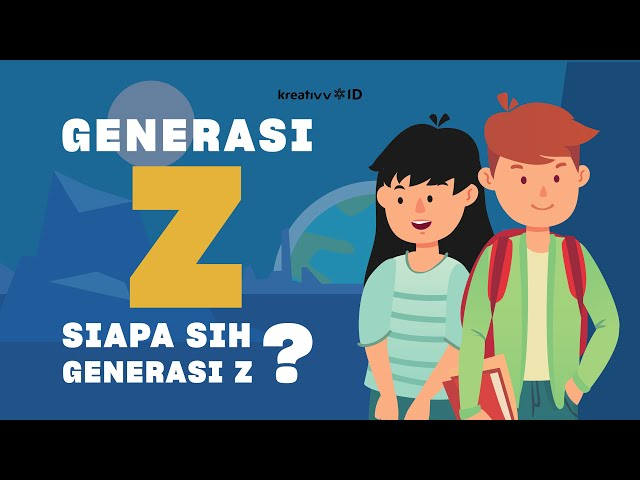 kreativv ID
GENERASI
Z
SIAPA SIH
GENERASI Z ?